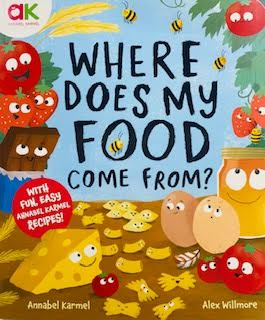 ak
ANNABEL KARMEL
WHERE
DOES MY
FOOD
COME FROM?
WITH
FUN, EASY
ANNABEL KARMEL
RECIPES!
Annabel Karmel
Alex Willmore